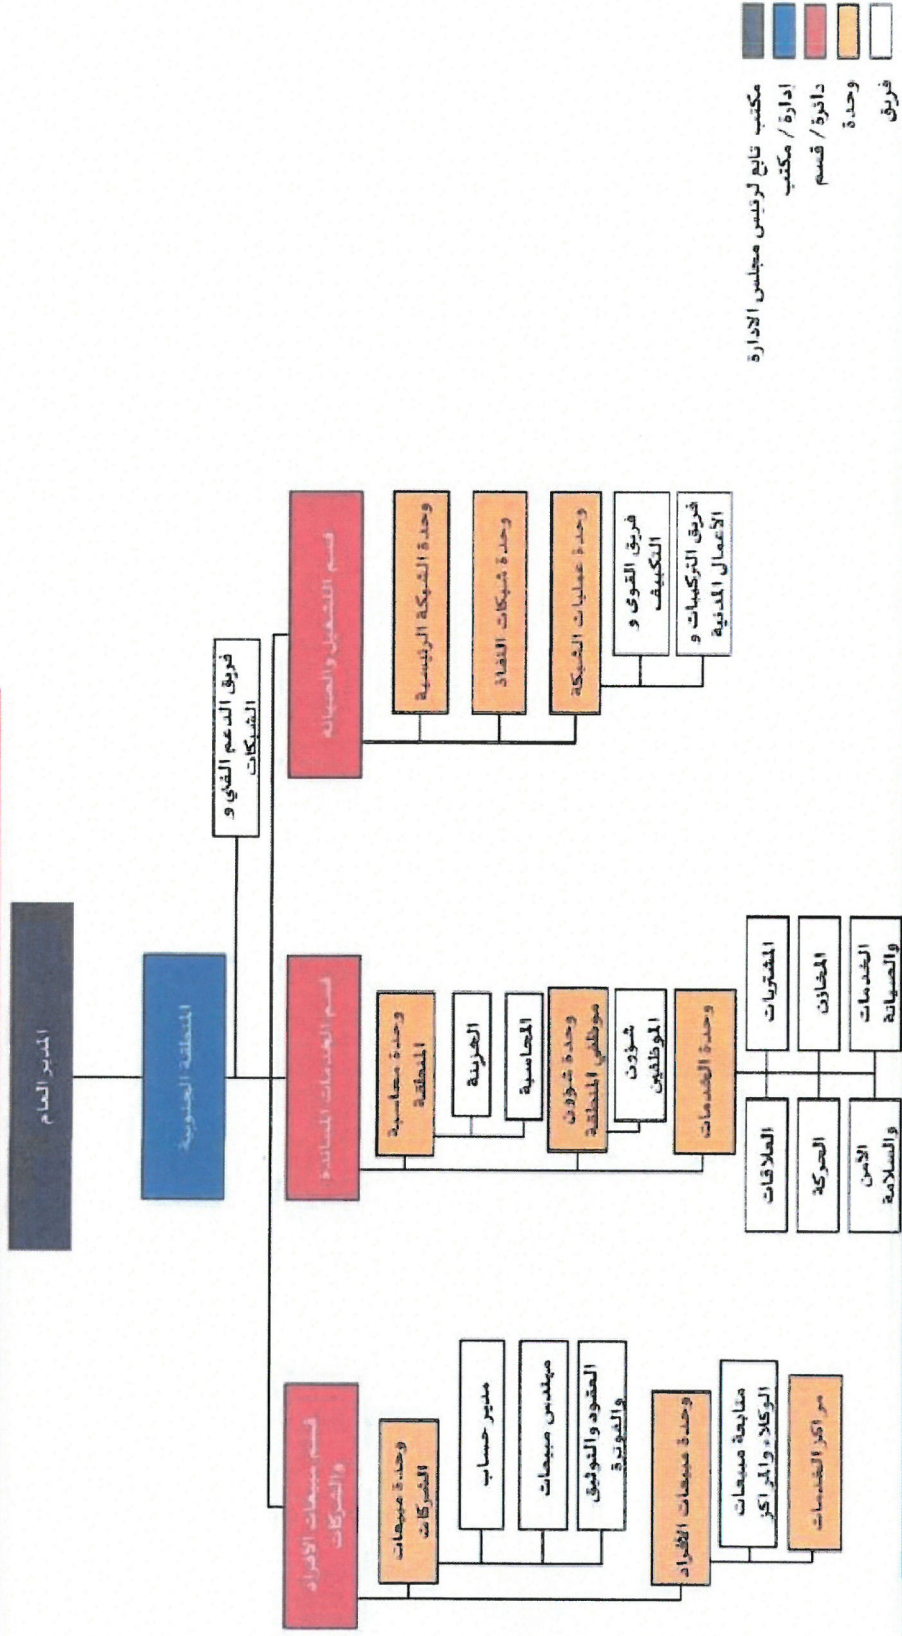 المدير العام
المنطقة الجنوبية
فريق الدعم الفني و
الشبكات
قسم التشغيل والصيانة
وحدة الشبكة الرئيسية
وحدة شبكات النفاذ
وحدة عمليات الشبكة
فريق القوى و
التكييف
فريق التركيبات و
الأعمال المدنية
قسم الخدمات المساندة
وحدة محاسبة
المنطقة
الخزينة
المحاسبة
وحدة شؤون
موظفي المنطقة
شؤون
الموظفين
وحدة الخدمات
المشتريات
العلاقات
المخازن
الحركة
الخدمات
والصيانة
الأمن
والسلامة
قسم مبيعات الأفراد
والشركات
وحدة مبيعات
الشركات
مدير حساب
مهندس مبيعات
العقود والتوثيق
والفوترة
وحدة مبيعات الأفراد
متابعة مبيعات
الوكلاء والمراكز
مراكز الخدمات
مكتب تابع لرئيس مجلس الادارة
إدارة / مكتب
دائرة / قسم
وحدة
فريق